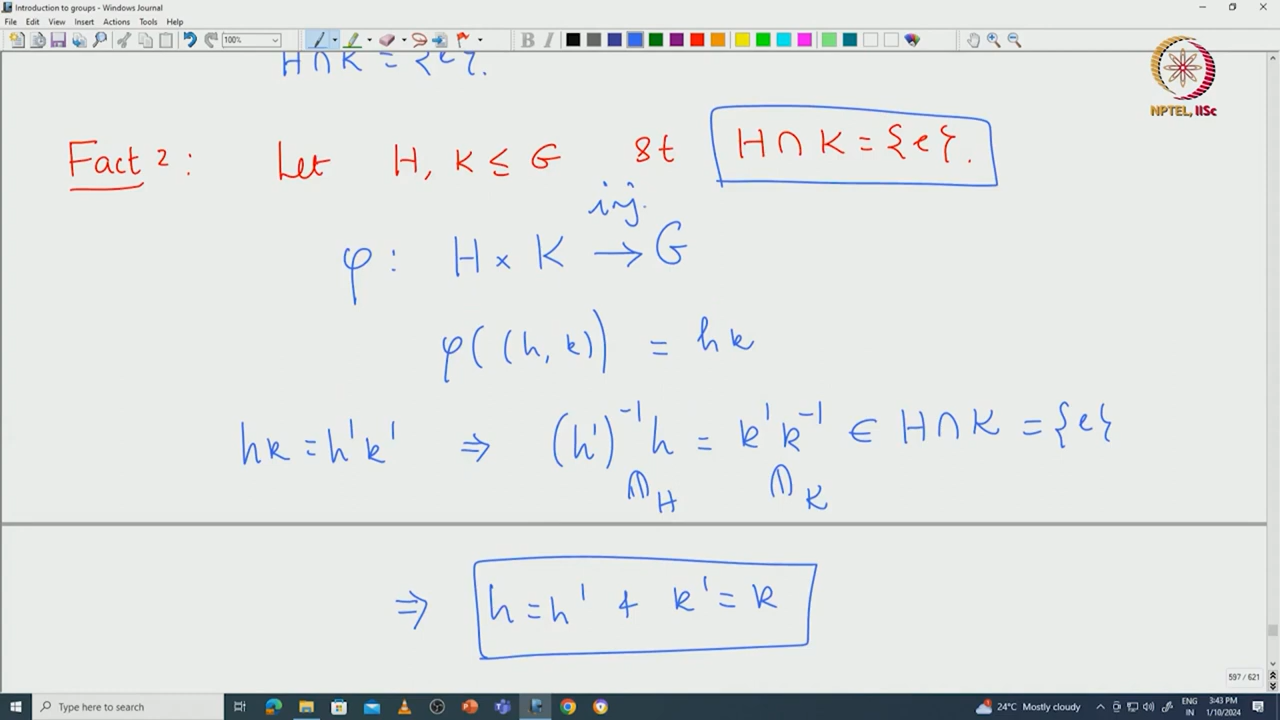 Introduction to groups - Windows Journal
File Edit View Insert Actions Tools Help
100%
B I
H ∩ K = {e}.
NPTEL, IISc
Fact 2: Let H, K ≤ G st H ∩ K = {e}.
inj.
φ: H × K → G
φ((h, k)) = hk
hk = h'k' ⇒ (h')⁻¹h = k'k⁻¹ ∈ H ∩ K = {e}
∈ H ∈ K
⇒ h = h' & k' = k
597 / 621
Type here to search
24°C Mostly cloudy
ENG
IN
3:43 PM
1/10/2024